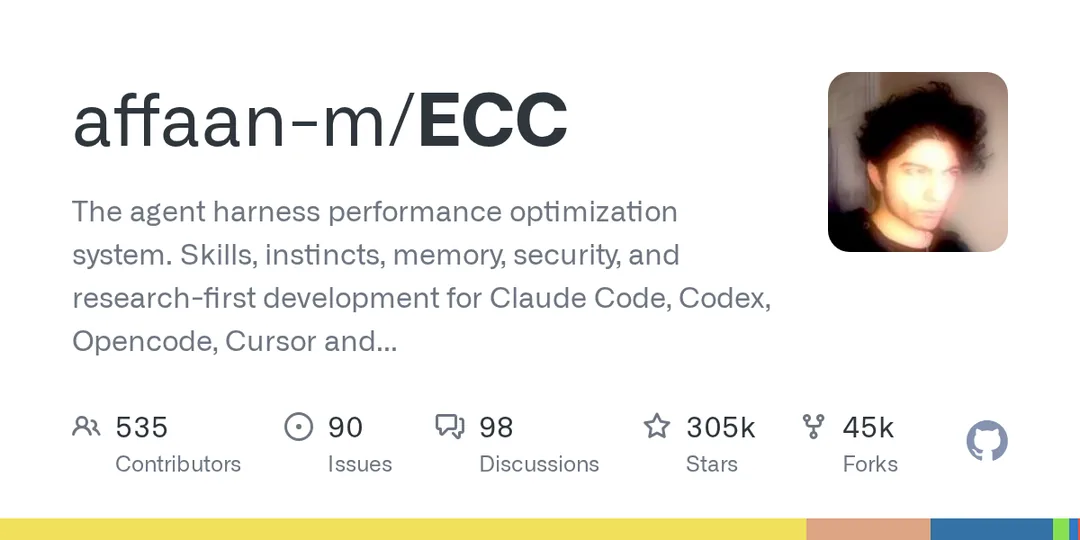 affaan-m/ECC
The agent harness performance optimization
system. Skills, instincts, memory, security, and
research-first development for Claude Code, Codex,
Opencode, Cursor and...
535 90 98 305k 45k
Contributors Issues Discussions Stars Forks